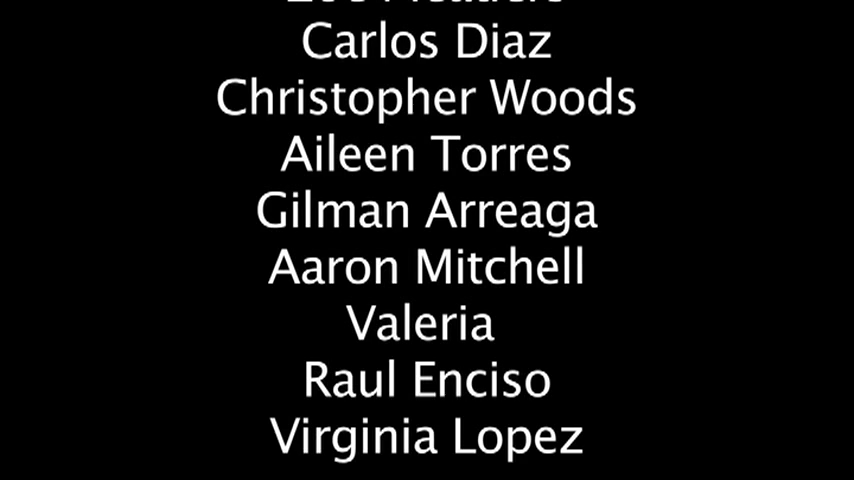 Carlos Diaz
Christopher Woods
Aileen Torres
Gilman Arreaga
Aaron Mitchell
Valeria
Raul Enciso
Virginia Lopez